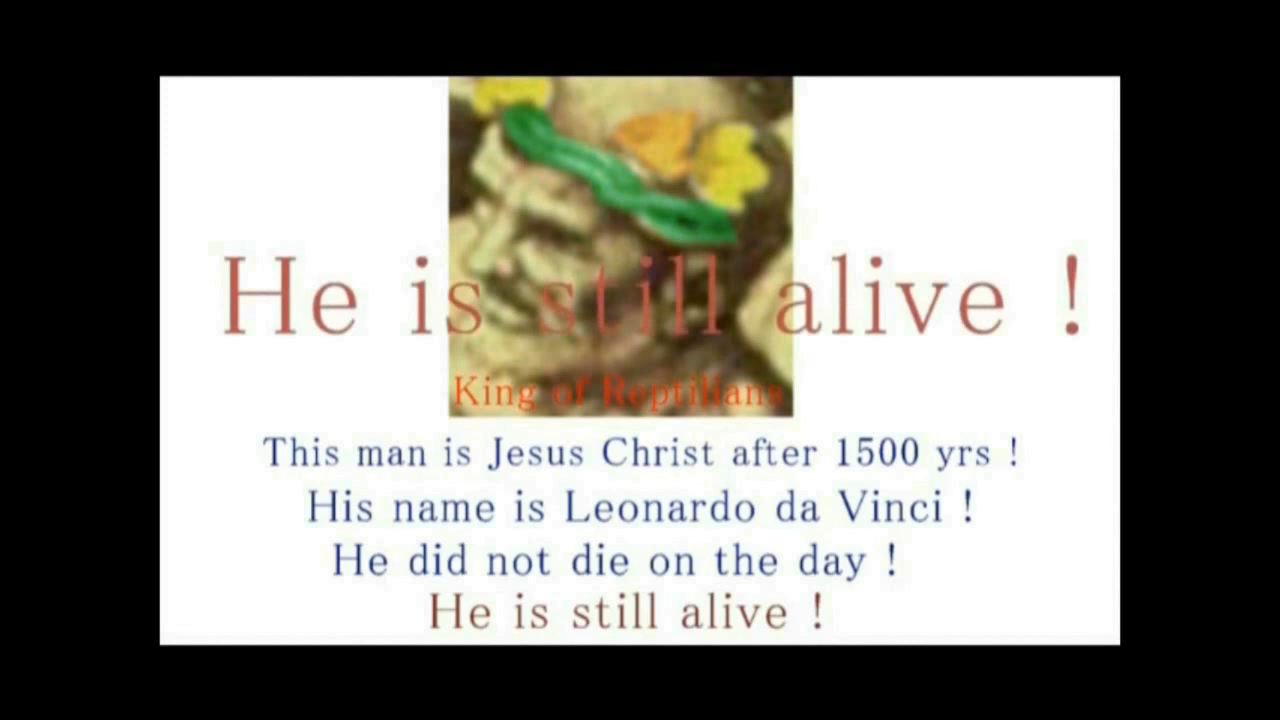 He is still alive !
King of Reptilians
This man is Jesus Christ after 1500 yrs !
His name is Leonardo da Vinci !
He did not die on the day !
He is still alive !